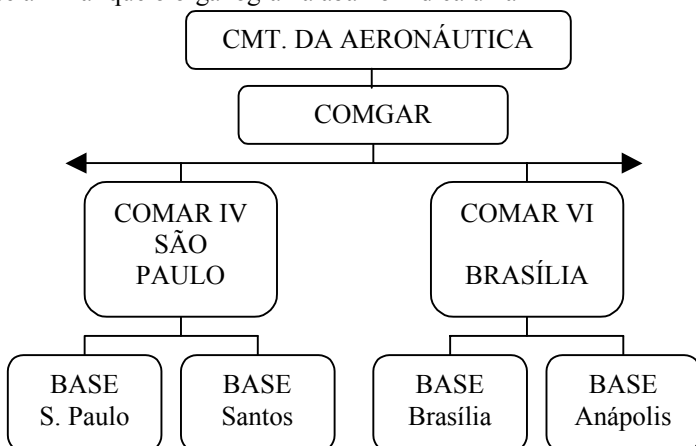 CMT. DA AERONÁUTICA
COMGAR
COMAR IV
SÃO
PAULO
COMAR VI
BRASÍLIA
BASE
S. Paulo
BASE
Santos
BASE
Brasília
BASE
Anápolis